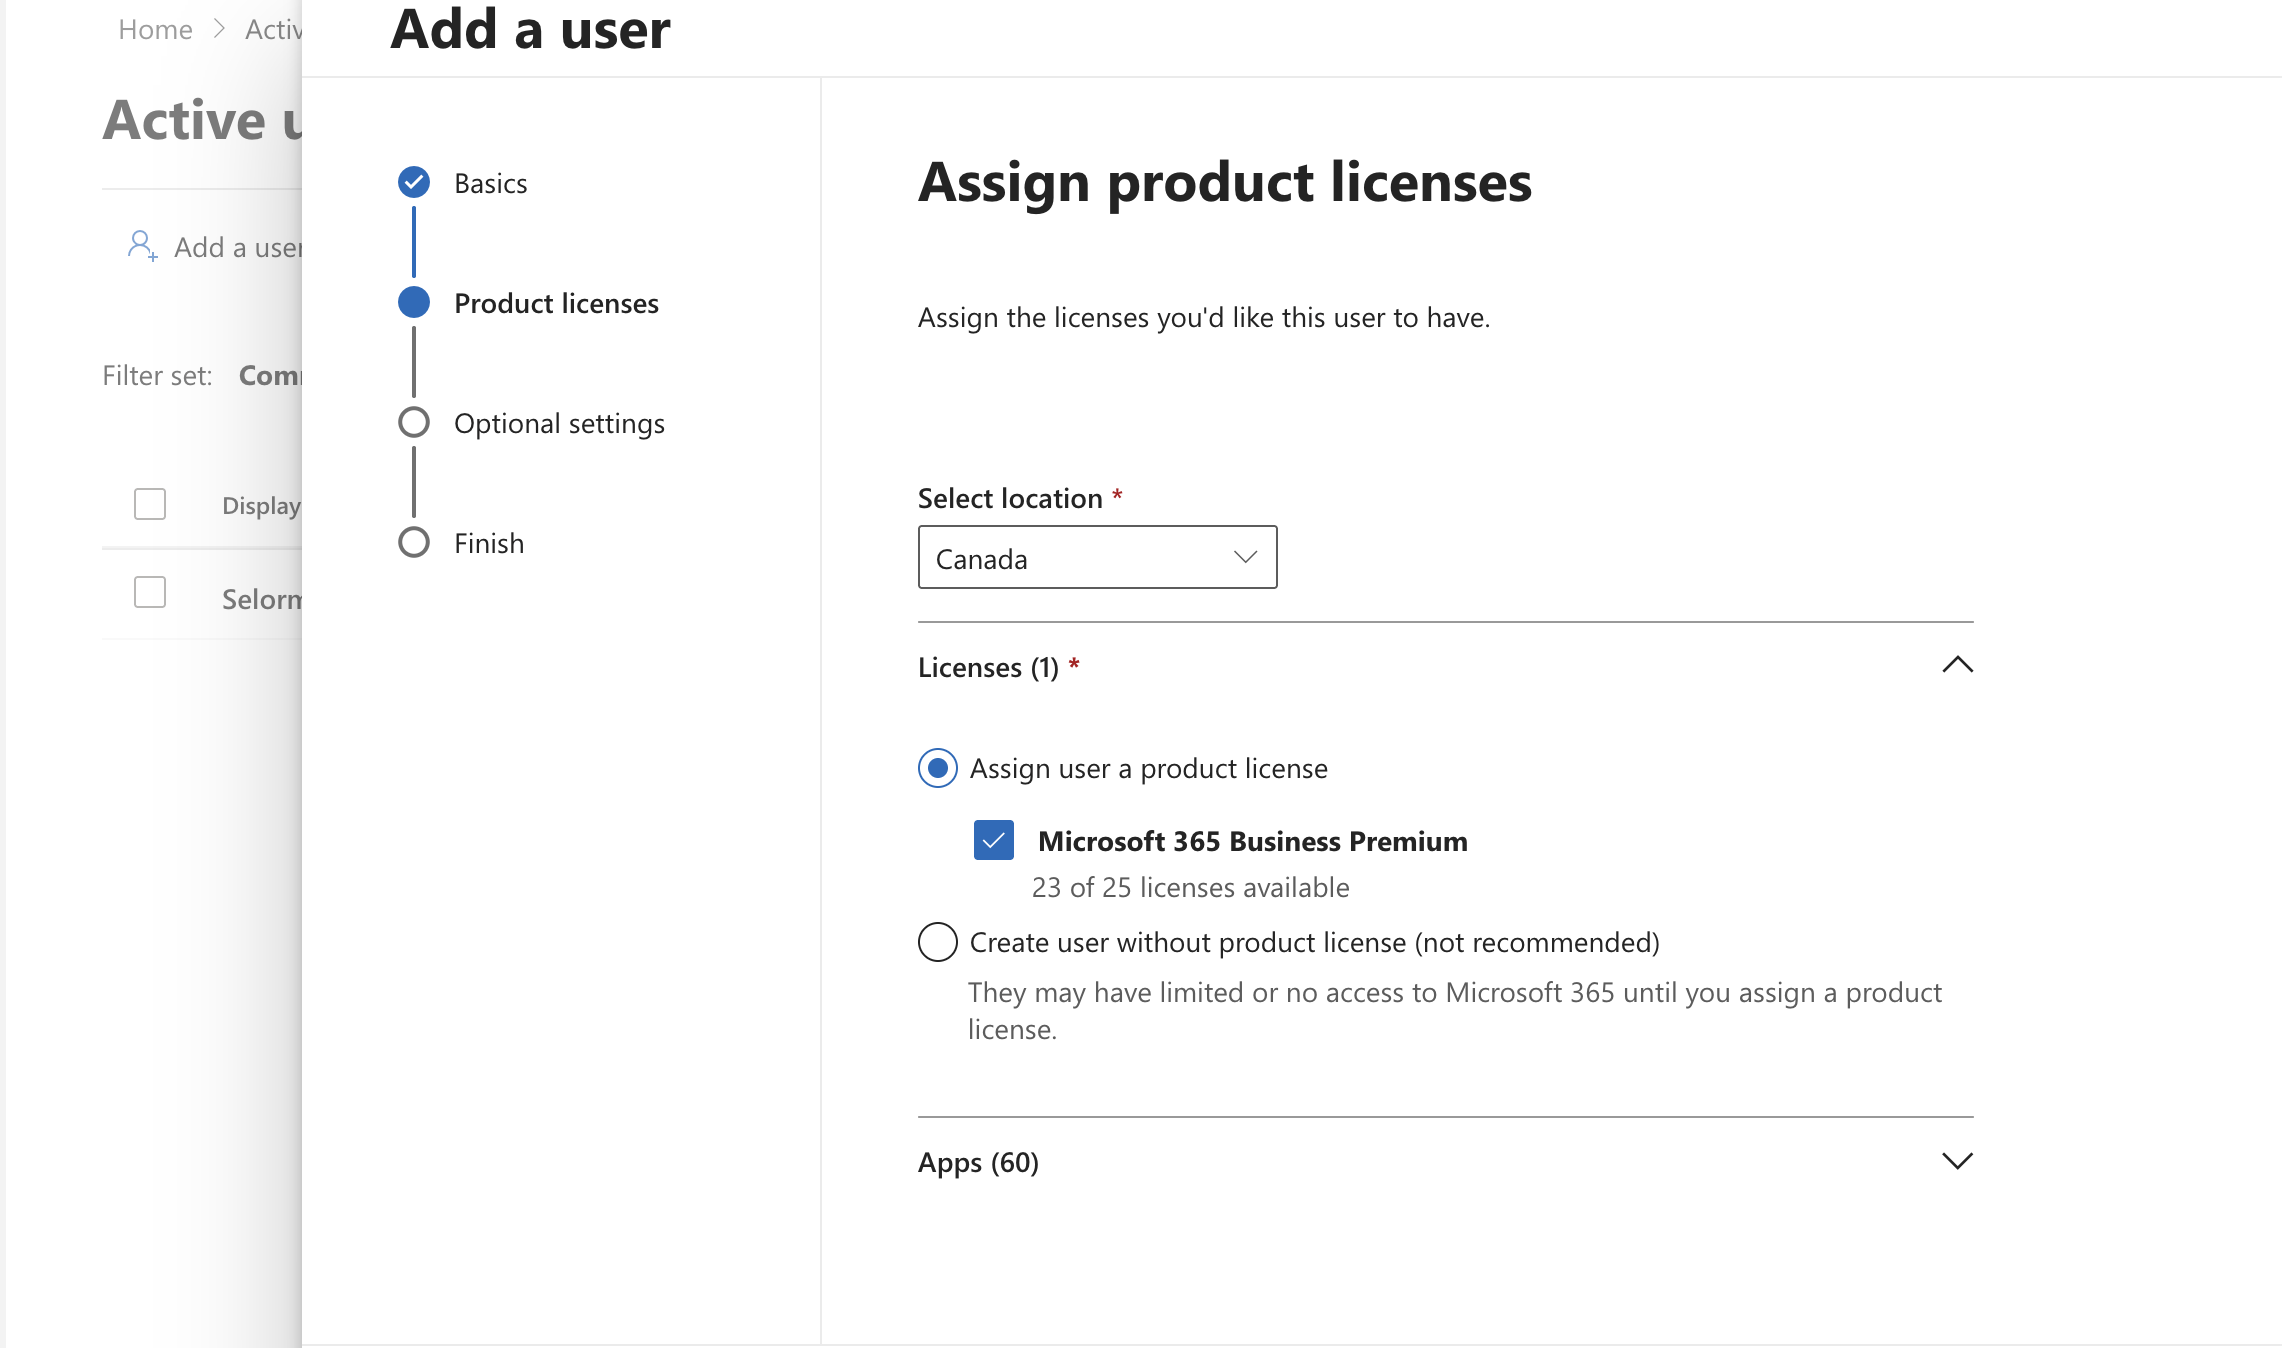 Home > Activ
Add a user
Active u
Add a user
Filter set: Com
Display
Selorm
Basics
Product licenses
Optional settings
Finish
Assign product licenses
Assign the licenses you'd like this user to have.
Select location *
Canada
Licenses (1) *
Assign user a product license
Microsoft 365 Business Premium
23 of 25 licenses available
Create user without product license (not recommended)
They may have limited or no access to Microsoft 365 until you assign a product
license.
Apps (60)